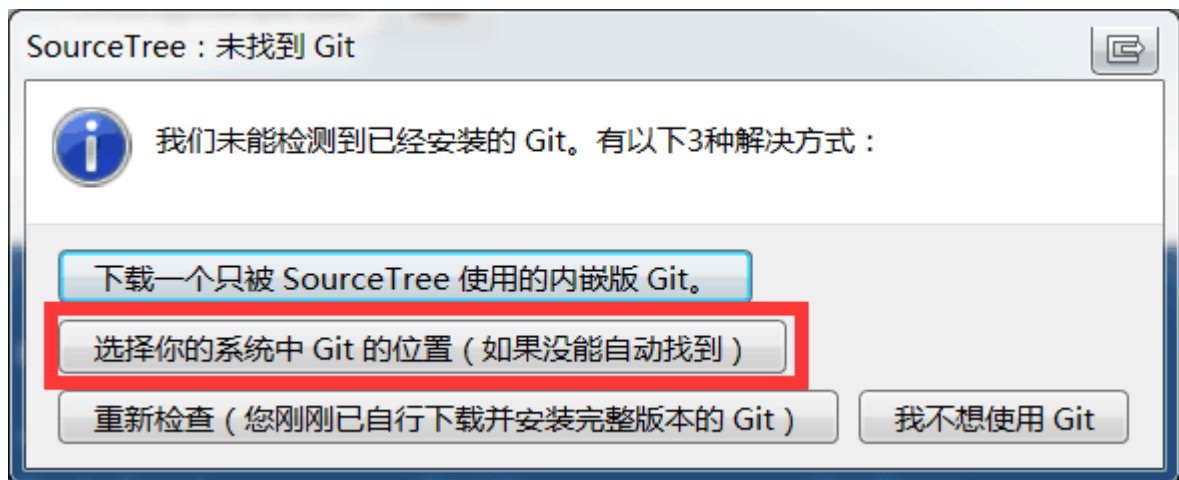 SourceTree：未找到 Git
我们未能检测到已经安装的 Git。有以下3种解决方式：
下载一个只被 SourceTree 使用的内嵌版 Git。
选择你的系统中 Git 的位置（如果没能自动找到）
重新检查（您刚刚已自行下载并安装完整版本的 Git） 我不想使用 Git